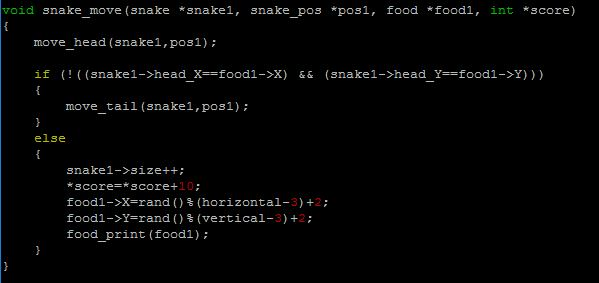 void snake_move(snake *snake1, snake_pos *pos1, food *food1, int *score)
{
    move_head(snake1,pos1);

    if (!((snake1->head_X==food1->X) && (snake1->head_Y==food1->Y)))
    {
        move_tail(snake1,pos1);
    }
    else
    {
        snake1->size++;
        *score=*score+10;
        food1->X=rand()%(horizontal-3)+2;
        food1->Y=rand()%(vertical-3)+2;
        food_print(food1);
    }
}